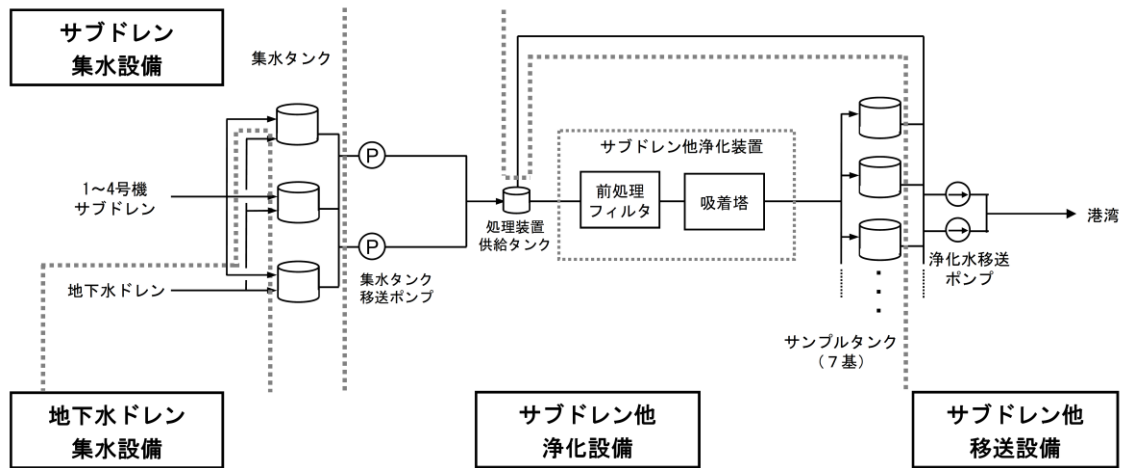 サブドレン
集水設備
集水タンク
1~4号機
サブドレン
地下水ドレン
P
P
集水タンク
移送ポンプ
処理装置
供給タンク
サブドレン他浄化装置
前処理
フィルタ
吸着塔
サンプルタンク
(7基)
浄化水移送
ポンプ
港湾
地下水ドレン
集水設備
サブドレン他
浄化設備
サブドレン他
移送設備